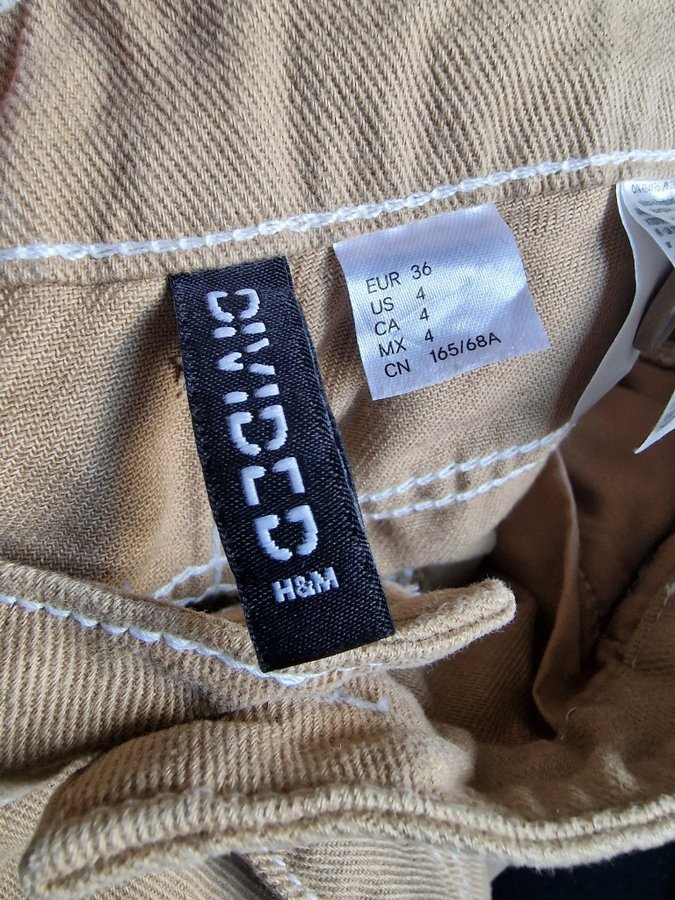 DIVIDED
H&M
EUR 36
US 4
CA 4
MX 4
CN 165/68A